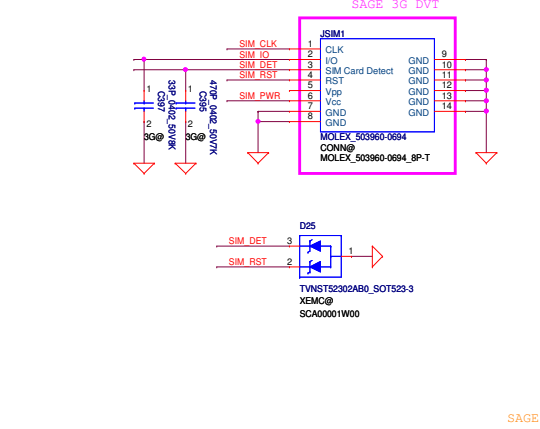 SAGE 3G DVT
JSIM1
SIM_CLK 1 CLK
SIM_IO 2 I/O GND 9
SIM_DET 3 SIM Card Detect GND 10
SIM_RST 4 RST GND 11
5 Vpp GND 12
SIM_PWR 6 Vcc GND 13
7 GND GND 14
8 GND
MOLEX_503960-0694
CONN@
MOLEX_503960-0694_8P-T
1
C397
33P_0402_50V8K
2
3G@
1
C395
470P_0402_50V7K
2
3G@
D25
SIM_DET 3
1
SIM_RST 2
TVNST52302AB0_SOT523-3
XEMC@
SCA00001W00
SAGE